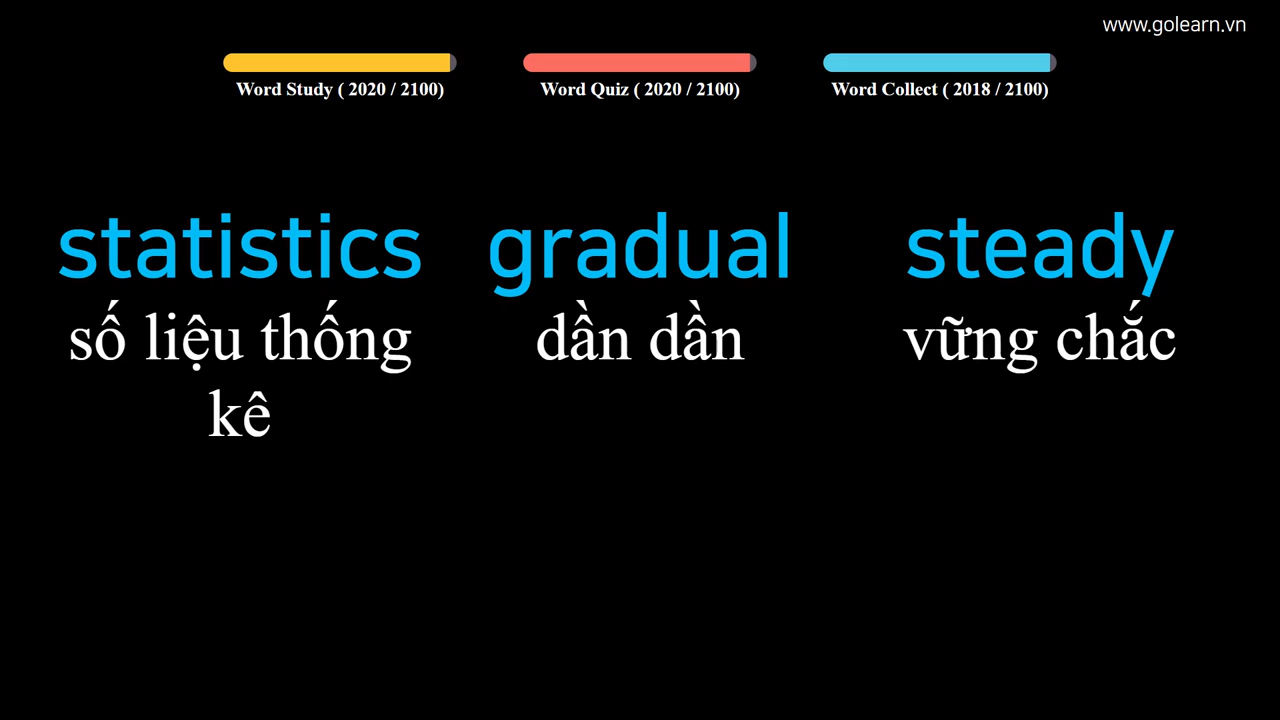 www.golearn.vn
Word Study ( 2020 / 2100)
Word Quiz ( 2020 / 2100)
Word Collect ( 2018 / 2100)
statistics
số liệu thống
kê
gradual
dần dần
steady
vững chắc